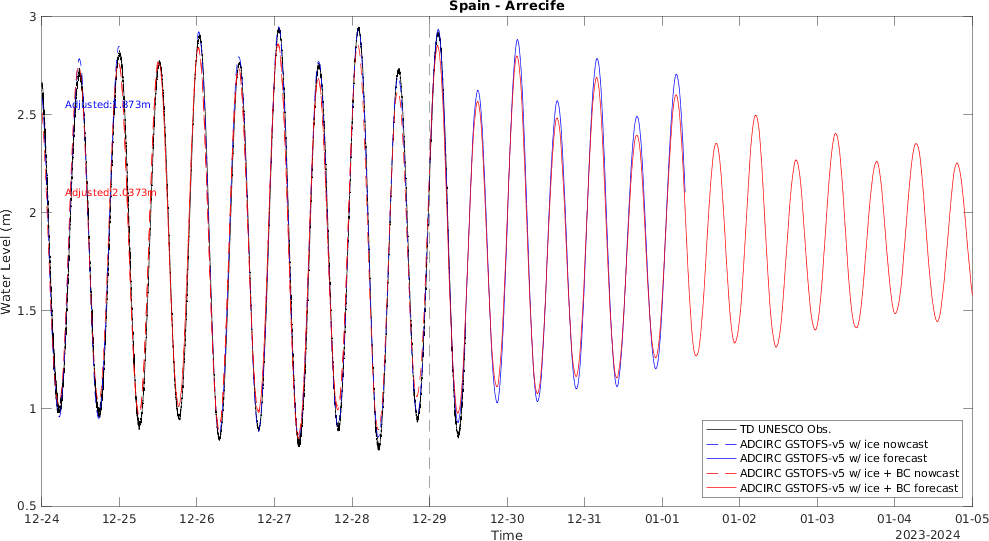 Spain - Arrecife
3
2.5
2
1.5
1
0.5
Water Level (m)
Adjusted:1.873m
Adjusted:2.0373m
TD UNESCO Obs.
ADCIRC GSTOFS-v5 w/ ice nowcast
ADCIRC GSTOFS-v5 w/ ice forecast
ADCIRC GSTOFS-v5 w/ ice + BC nowcast
ADCIRC GSTOFS-v5 w/ ice + BC forecast
12-24 12-25 12-26 12-27 12-28 12-29 12-30 12-31 01-01 01-02 01-03 01-04 01-05
Time
2023-2024